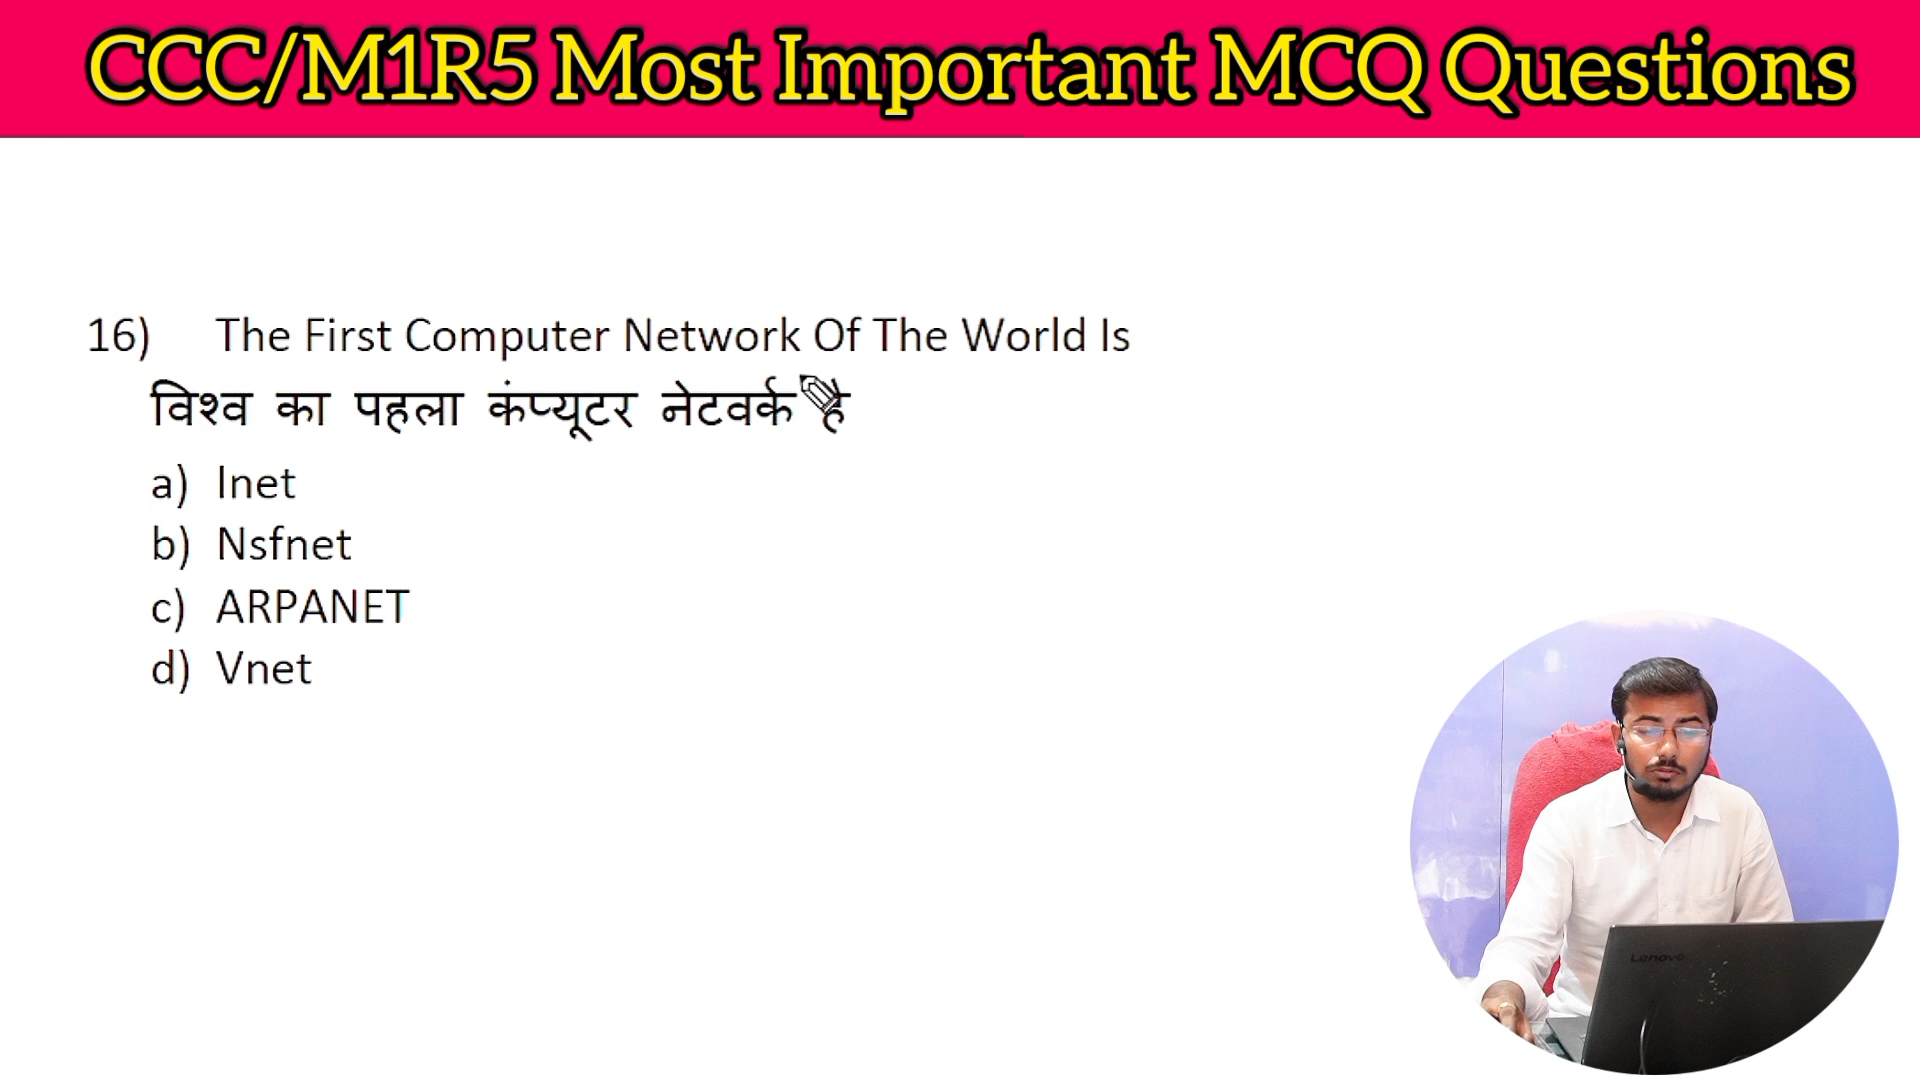 CCC/M1R5 Most Important MCQ Questions
16) The First Computer Network Of The World Is
विश्व का पहला कंप्यूटर नेटवर्क है
a) Inet
b) Nsfnet
c) ARPANET
d) Vnet
Lenovo